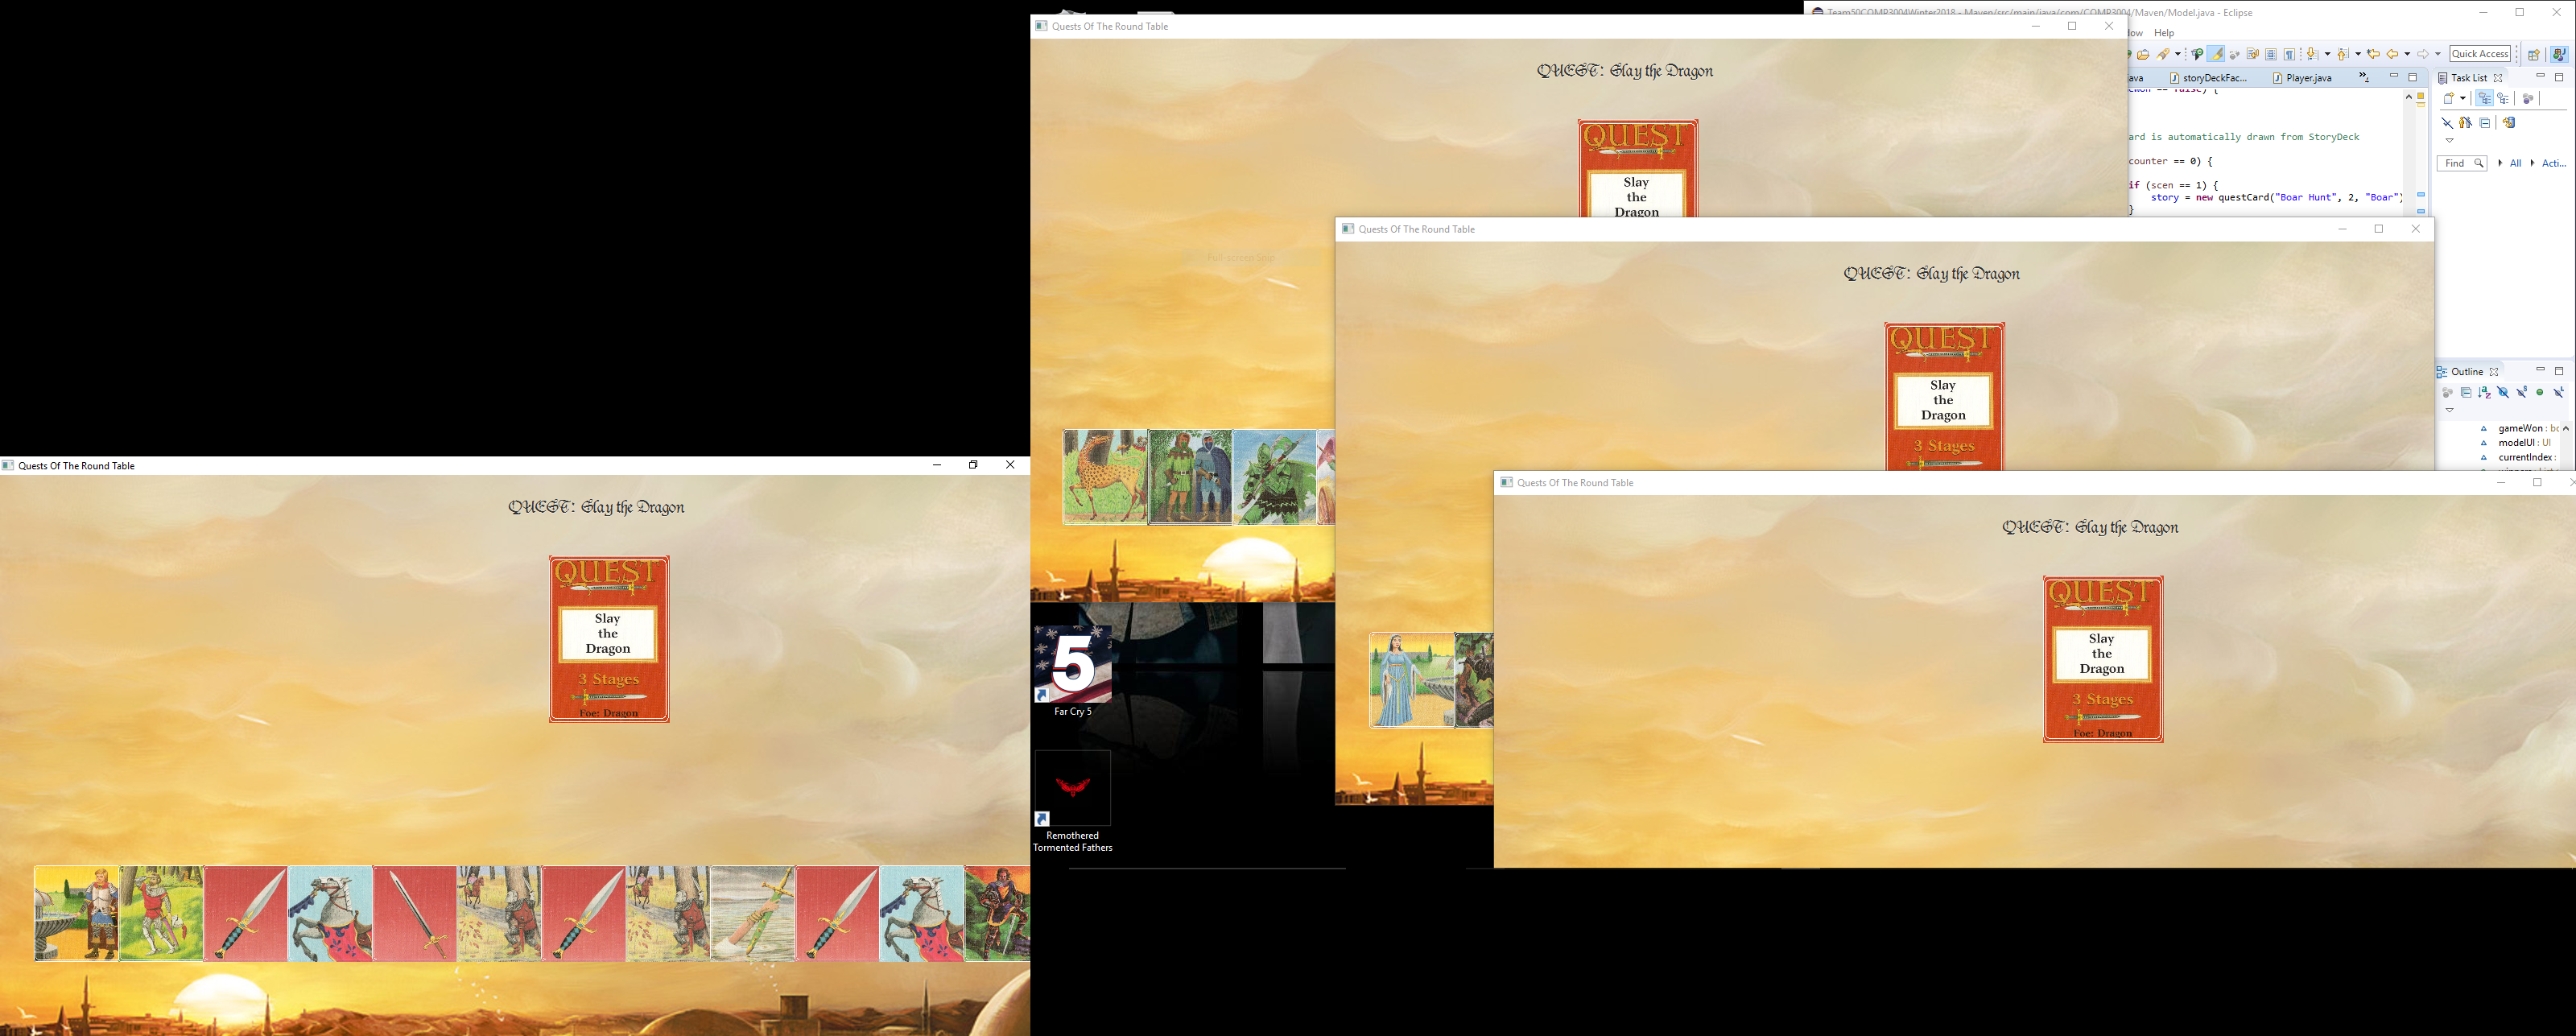 Team50COMP3004Winter2018 - Maven/src/main/java/com/COMP3004/Maven/Model.java - Eclipse
Help
Quick Access
storyDeckFac...
Player.java
Task List
ard is automatically drawn from StoryDeck
counter == 0) {
if (scen == 1) {
story = new questCard("Boar Hunt", 2, "Boar")
}
Find
All
Acti...
Outline
gameWon : bo
modelUI : UI
currentIndex :
Quests Of The Round Table
QUEST: Slay the Dragon
QUEST
Slay
the
Dragon
Full-screen Snip
Quests Of The Round Table
QUEST: Slay the Dragon
QUEST
Slay
the
Dragon
3 Stages
Quests Of The Round Table
QUEST: Slay the Dragon
QUEST
Slay
the
Dragon
3 Stages
Foe: Dragon
Quests Of The Round Table
QUEST: Slay the Dragon
QUEST
Slay
the
Dragon
3 Stages
Foe: Dragon
5
Far Cry 5
Remothered
Tormented Fathers